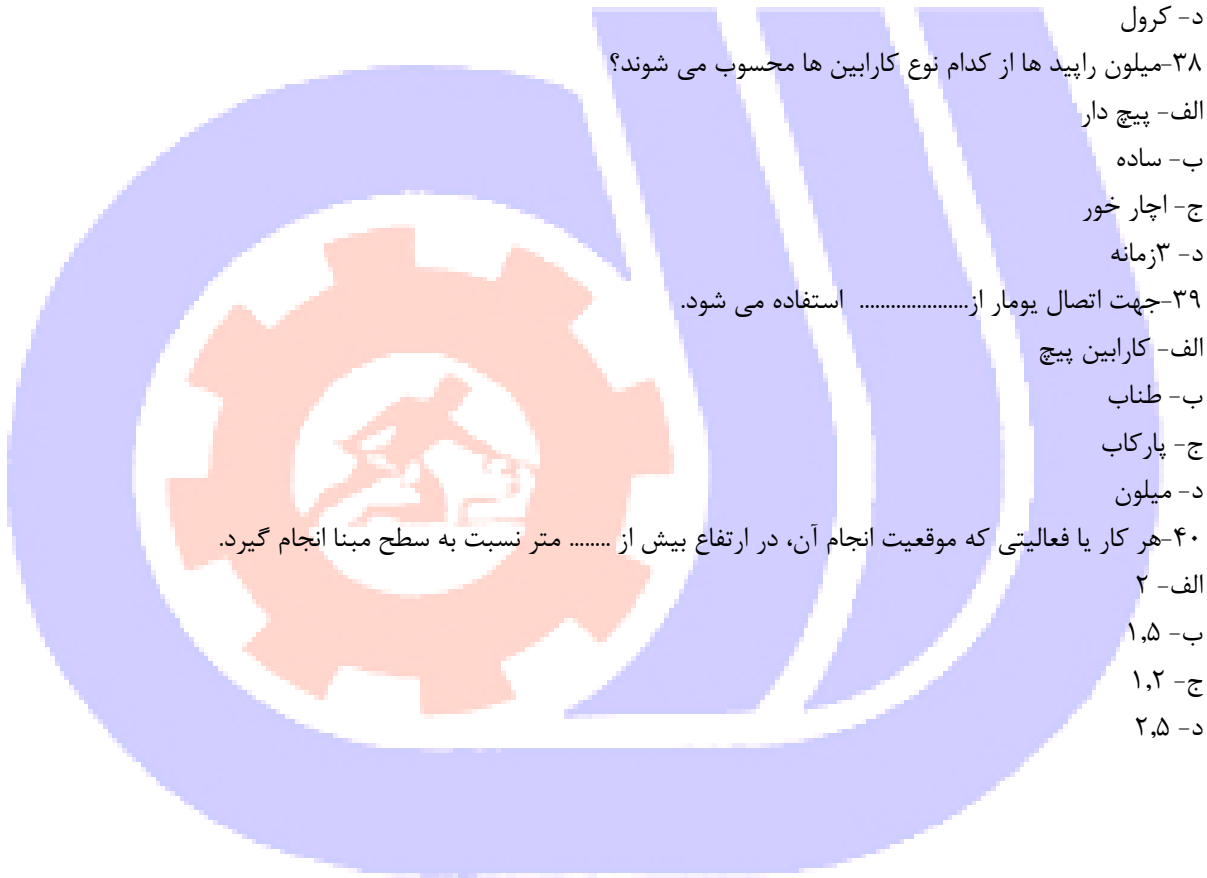 د- کرول
۳۸-میلون راپید ها از کدام نوع کارابین ها محسوب می شوند؟
الف- پیچ دار
ب- ساده
ج- اچار خور
د- ۳زمانه
۳۹-جهت اتصال یومار از..................... استفاده می شود.
الف- کارابین پیچ
ب- طناب
ج- پارکاب
د- میلون
۴۰-هر کار یا فعالیتی که موقعیت انجام آن، در ارتفاع بیش از ........ متر نسبت به سطح مبنا انجام گیرد.
الف- ۲
ب- ۱,۵
ج- ۱,۲
د- ۲,۵